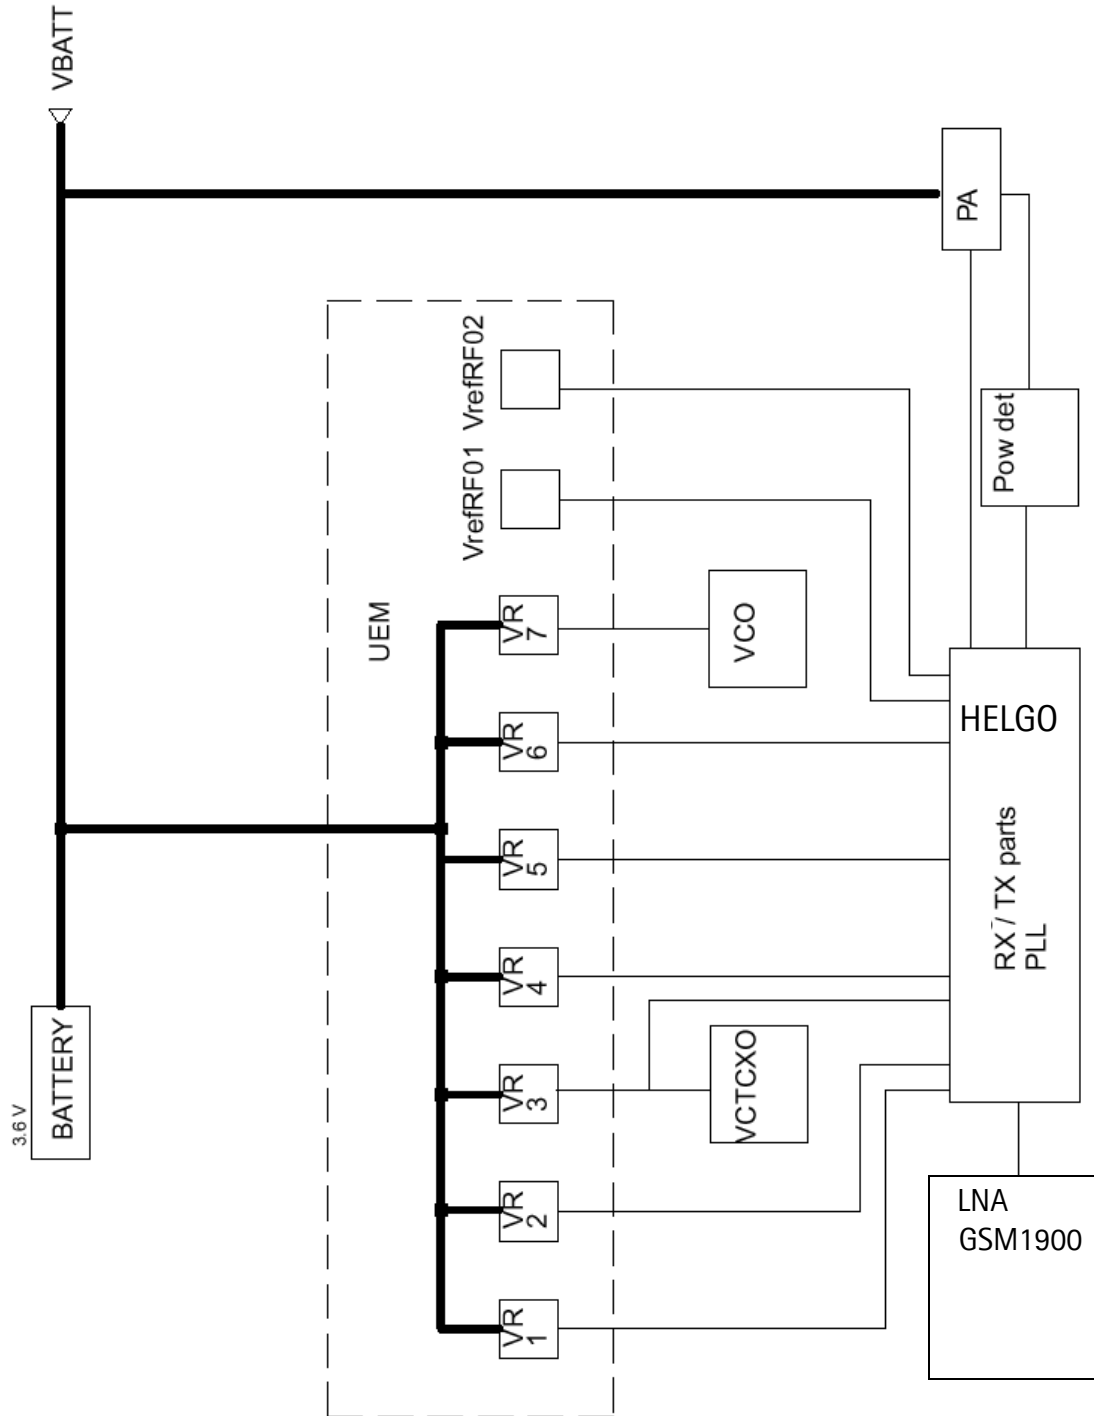 VBATT
3.6 V
BATTERY
PA
VrefRF02
VrefRF01
UEM
Pow det
VR
7
VCO
VR
6
VR
5
VR
4
VR
3
VCTCXO
VR
2
VR
1
HELGO
RX / TX parts
PLL
LNA
GSM1900